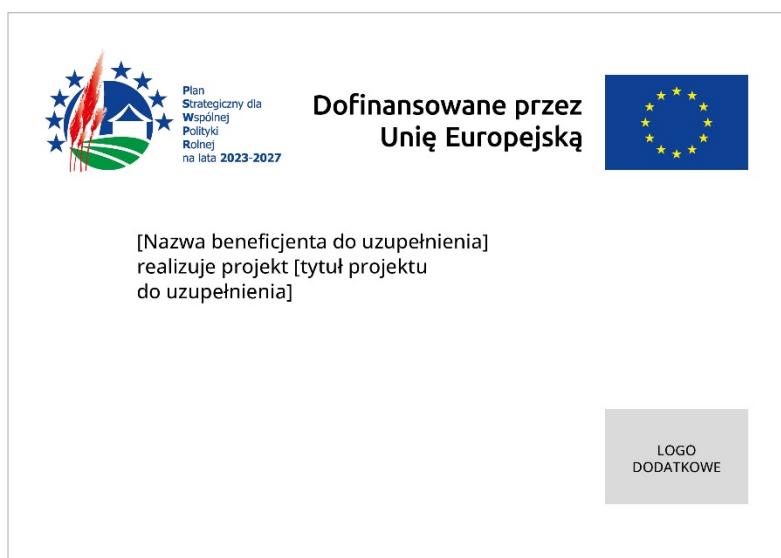 Plan
Strategiczny dla
Wspólnej
Polityki
Rolnej
na lata 2023-2027
Dofinansowane przez
Unię Europejską
[Nazwa beneficjenta do uzupełnienia]
realizuje projekt [tytuł projektu
do uzupełnienia]
LOGO
DODATKOWE